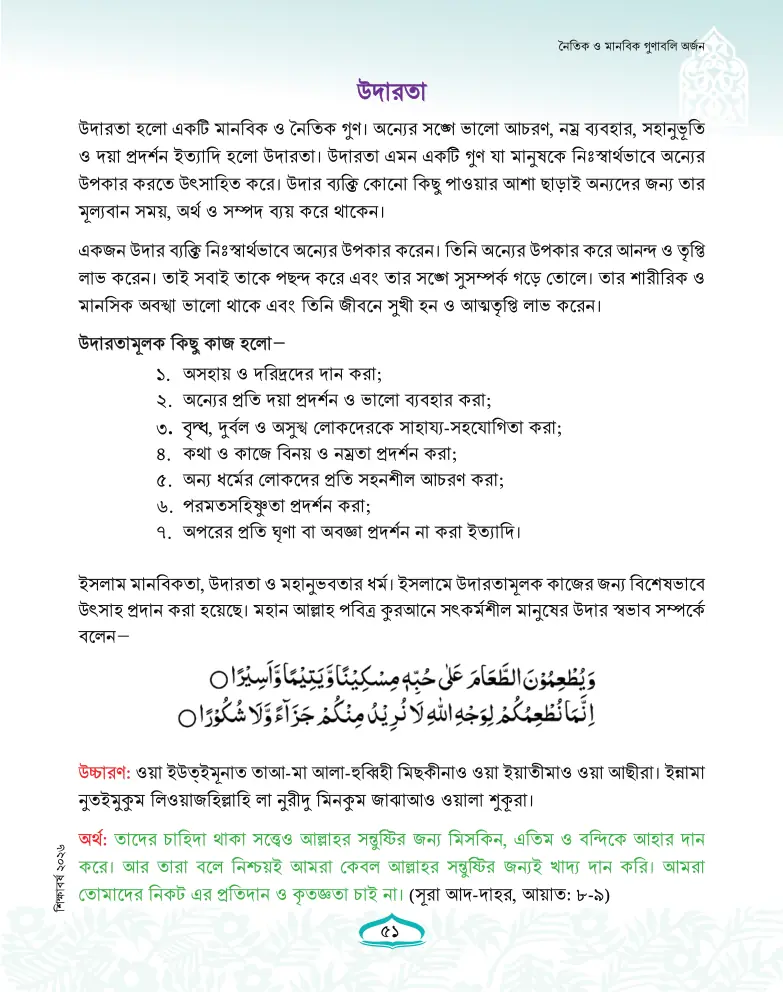 নৈতিক ও মানবিক গুণাবলি অর্জন
উদারতা
উদারতা হলো একটি মানবিক ও নৈতিক গুণ। অন্যের সঙ্গে ভালো আচরণ, নম্র ব্যবহার, সহানুভূতি
ও দয়া প্রদর্শন ইত্যাদি হলো উদারতা। উদারতা এমন একটি গুণ যা মানুষকে নিঃস্বার্থভাবে অন্যের
উপকার করতে উৎসাহিত করে। উদার ব্যক্তি কোনো কিছু পাওয়ার আশা ছাড়াই অন্যদের জন্য তার
মূল্যবান সময়, অর্থ ও সম্পদ ব্যয় করে থাকেন।
একজন উদার ব্যক্তি নিঃস্বার্থভাবে অন্যের উপকার করেন। তিনি অন্যের উপকার করে আনন্দ ও তৃপ্তি
লাভ করেন। তাই সবাই তাকে পছন্দ করে এবং তার সঙ্গে সুসম্পর্ক গড়ে তোলে। তার শারীরিক ও
মানসিক অবস্থা ভালো থাকে এবং তিনি জীবনে সুখী হন ও আত্মতৃপ্তি লাভ করেন।
উদারতামূলক কিছু কাজ হলো–
১. অসহায় ও দরিদ্রদের দান করা;
২. অন্যের প্রতি দয়া প্রদর্শন ও ভালো ব্যবহার করা;
৩. বৃদ্ধ, দুর্বল ও অসুস্থ লোকদেরকে সাহায্য-সহযোগিতা করা;
৪. কথা ও কাজে বিনয় ও নম্রতা প্রদর্শন করা;
৫. অন্য ধর্মের লোকদের প্রতি সহনশীল আচরণ করা;
৬. পরমতসহিষ্ণুতা প্রদর্শন করা;
৭. অপরের প্রতি ঘৃণা বা অবজ্ঞা প্রদর্শন না করা ইত্যাদি।
ইসলাম মানবিকতা, উদারতা ও মহানুভবতার ধর্ম। ইসলামে উদারতামূলক কাজের জন্য বিশেষভাবে
উৎসাহ প্রদান করা হয়েছে। মহান আল্লাহ পবিত্র কুরআনে সৎকর্মশীল মানুষের উদার স্বভাব সম্পর্কে
বলেন–
وَيُطْعِمُوْنَ الطَّعَامَ عَلٰى حُبِّهٖ مِسْكِيْنًا وَّيَتِيْمًا وَّاَسِيْرًا ○
اِنَّمَا نُطْعِمُكُمْ لِوَجْهِ اللهِ لَا نُرِيْدُ مِنْكُمْ جَزَآءً وَّلَا شُكُوْرًا ○
উচ্চারণ: ওয়া ইউত্বইমূনাত তাআ-মা আলা-হুব্বিহী মিছকীনাও ওয়া ইয়াতীমাও ওয়া আছীরা। ইন্নামা
নুতইমুকুম লিওয়াজহিল্লাহি লা নুরীদু মিনকুম জাঝাআও ওয়ালা শুকূরা।
অর্থ: তাদের চাহিদা থাকা সত্ত্বেও আল্লাহর সন্তুষ্টির জন্য মিসকিন, এতিম ও বন্দিকে আহার দান
করে। আর তারা বলে নিশ্চয়ই আমরা কেবল আল্লাহর সন্তুষ্টির জন্যই খাদ্য দান করি। আমরা
তোমাদের নিকট এর প্রতিদান ও কৃতজ্ঞতা চাই না। (সূরা আদ-দাহর, আয়াত: ৮-৯)
শিক্ষাবর্ষ ২০২৬
৫১